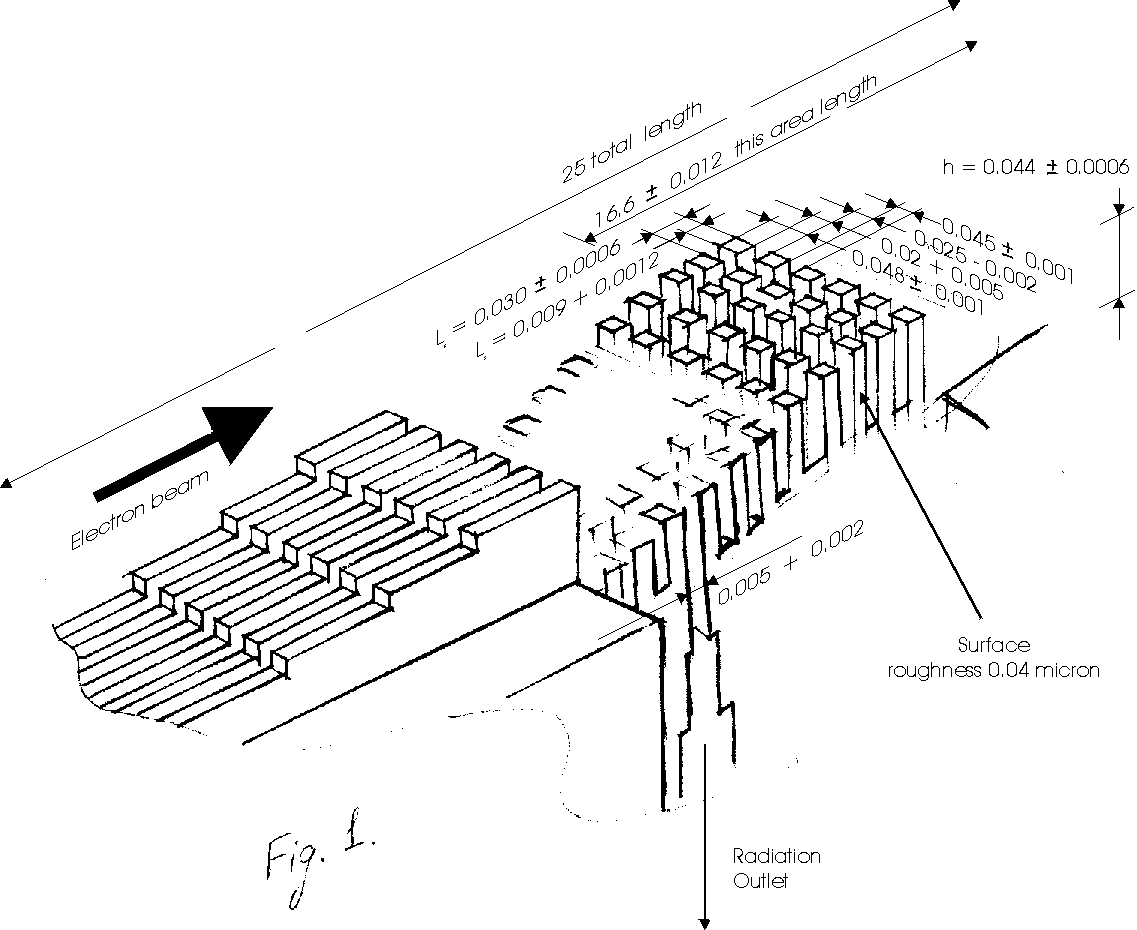 25 total length
16.6 ± 0.012 this area length
h = 0.044 ± 0.0006
L = 0.030 ± 0.0006
L = 0.009 + 0.0012
0.045 ± 0.001
0.025 - 0.002
0.02 + 0.005
0.048 ± 0.001
Electron beam
0.005 + 0.002
Surface
roughness 0.04 micron
Fig. 1.
Radiation
Outlet